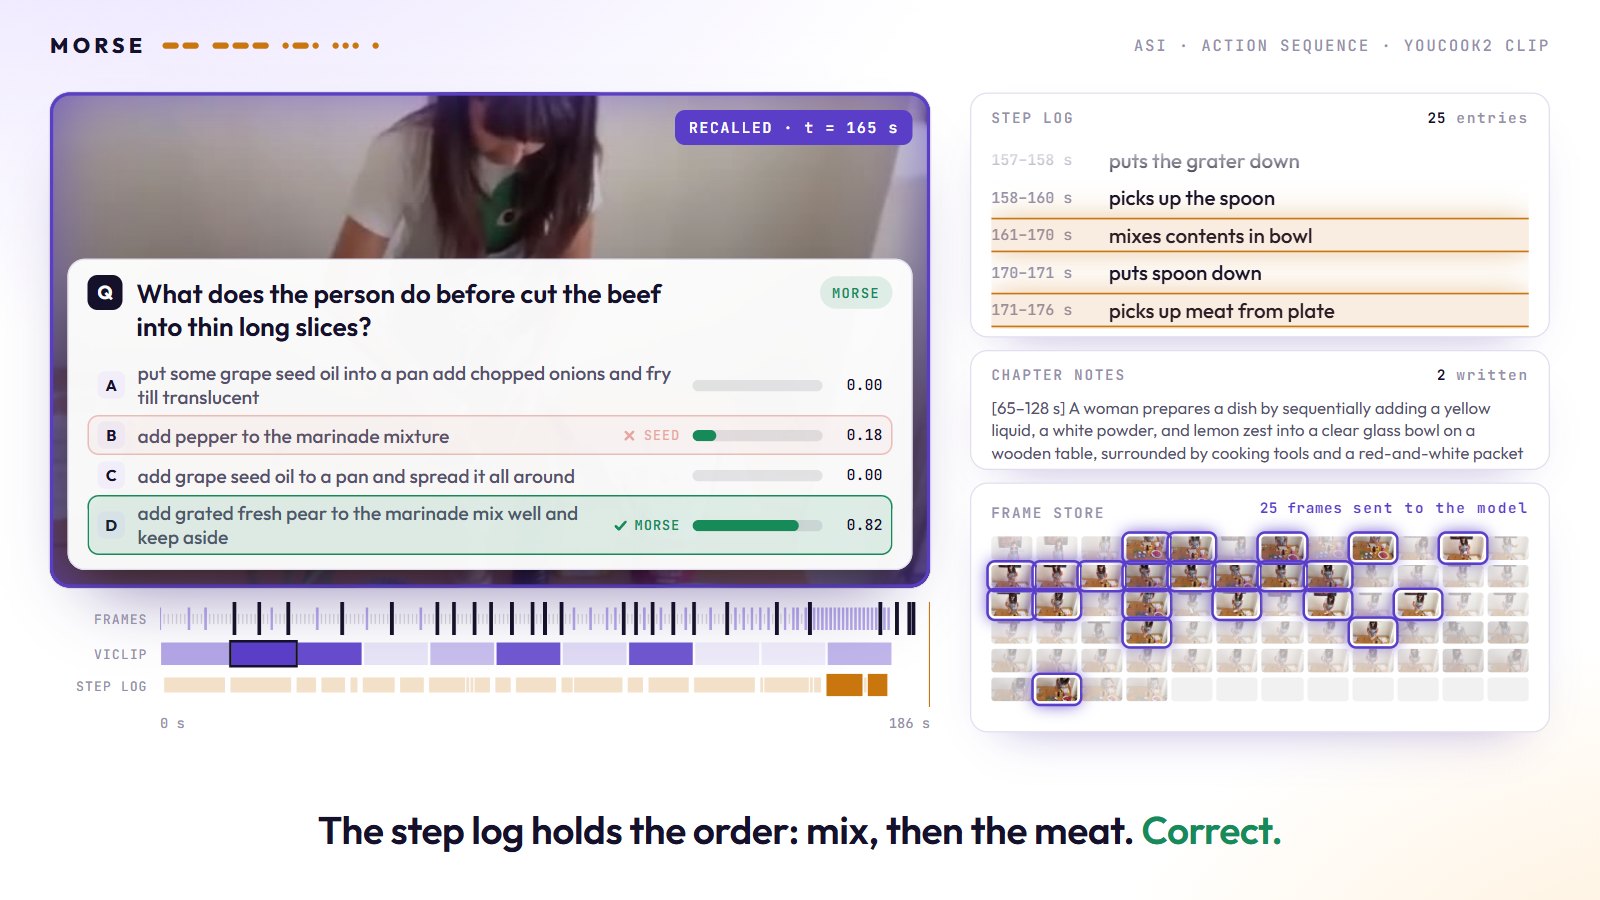 MORSE
ASI · ACTION SEQUENCE · YOUCOOK2 CLIP
RECALLED · t = 165 s
Q
What does the person do before cut the beef
into thin long slices?
MORSE
A
put some grape seed oil into a pan add chopped onions and fry
till translucent
0.00
B
add pepper to the marinade mixture
× SEED
0.18
C
add grape seed oil to a pan and spread it all around
0.00
D
add grated fresh pear to the marinade mix well and
keep aside
✓ MORSE
0.82
FRAMES
VICLIP
STEP LOG
0 s
186 s
STEP LOG
25 entries
157–158 s puts the grater down
158–160 s picks up the spoon
161–170 s mixes contents in bowl
170–171 s puts spoon down
171–176 s picks up meat from plate
CHAPTER NOTES
2 written
[65–128 s] A woman prepares a dish by sequentially adding a yellow
liquid, a white powder, and lemon zest into a clear glass bowl on a
wooden table, surrounded by cooking tools and a red-and-white packet
FRAME STORE
25 frames sent to the model
The step log holds the order: mix, then the meat. Correct.